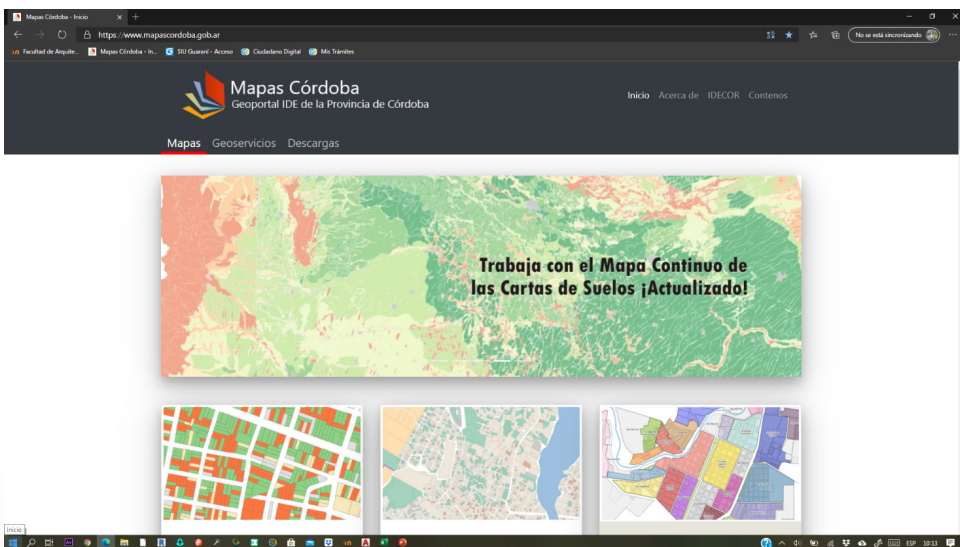 Mapas Córdoba - Inicio
https://www.mapascordoba.gob.ar
No se está sincronizando
Facultad de Arquite...
Mapas Córdoba - In...
SIU Guaraní - Acceso
Ciudadano Digital
Mis Trámites
Mapas Córdoba
Geoportal IDE de la Provincia de Córdoba
Inicio Acerca de IDECOR Contenos
Mapas Geoservicios Descargas
Trabaja con el Mapa Continuo de
las Cartas de Suelos ¡Actualizado!
Inicio
ESP 10:13